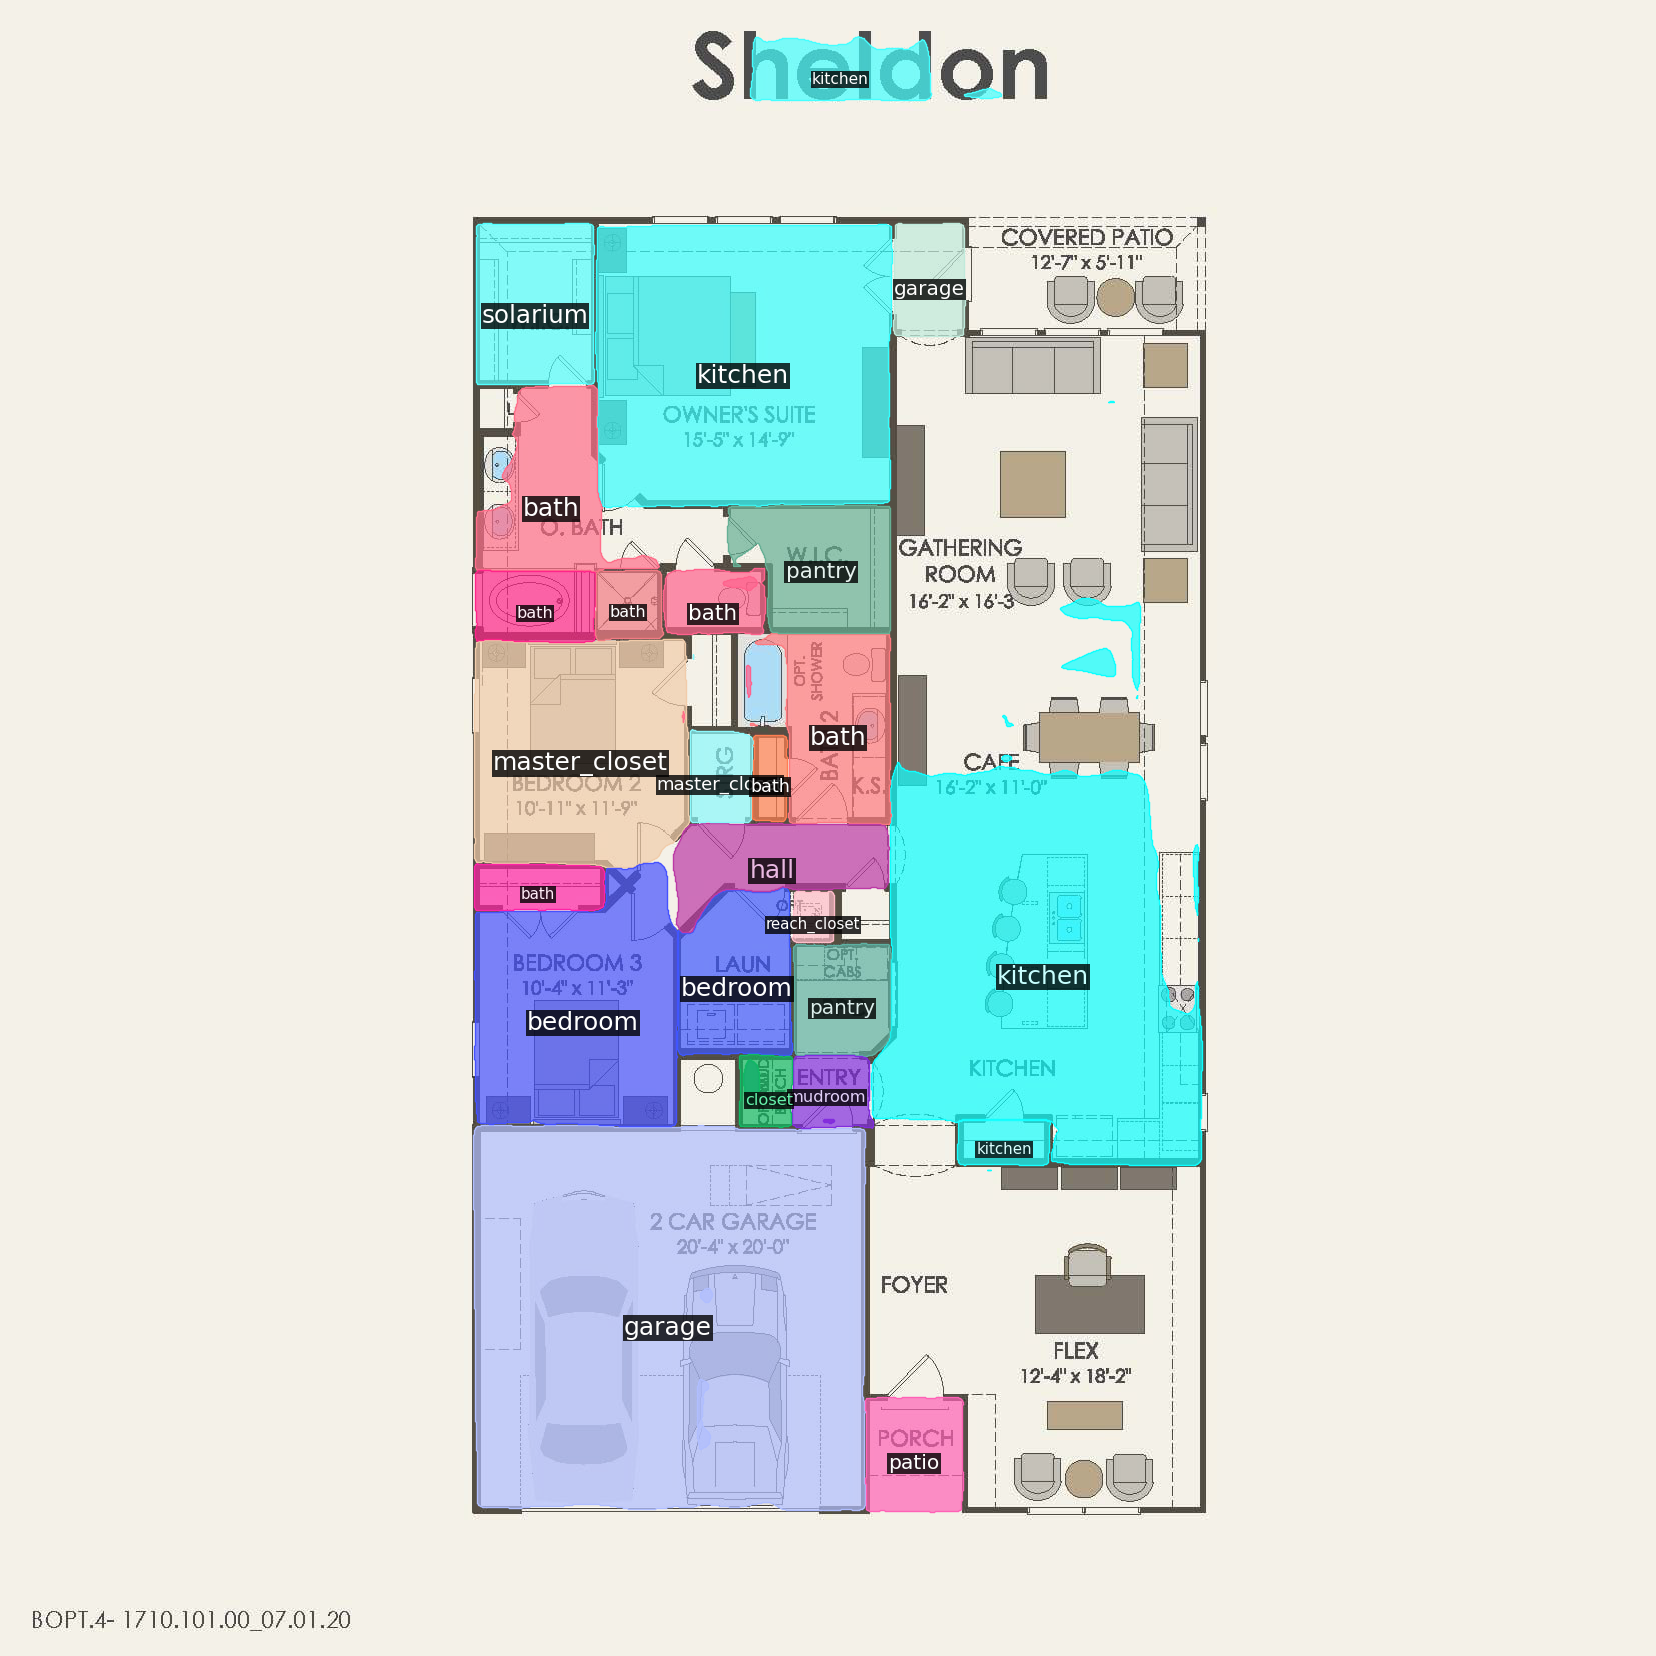 Sheldon
kitchen
COVERED PATIO
12'-7" x 5'-11"
garage
solarium
kitchen
OWNER'S SUITE
15'-5" x 14'-9"
bath
O. BATH
GATHERING
ROOM
16'-2" x 16'-3
W.I.C.
pantry
bath
bath
bath
OPT.
SHOWER
bath
BATH 2
master_closet
BEDROOM 2
10'-11" x 11'-9"
master_clo
bath
K.S.
CAFE
16'-2" x 11'-0"
hall
bath
reach_closet
BEDROOM 3
10'-4" x 11'-3"
bedroom
LAUN
bedroom
OPT.
CABS
pantry
kitchen
KITCHEN
ENTRY
mudroom
closet
kitchen
2 CAR GARAGE
20'-4" x 20'-0"
garage
FOYER
FLEX
12'-4" x 18'-2"
PORCH
patio
BOPT.4- 1710.101.00_07.01.20